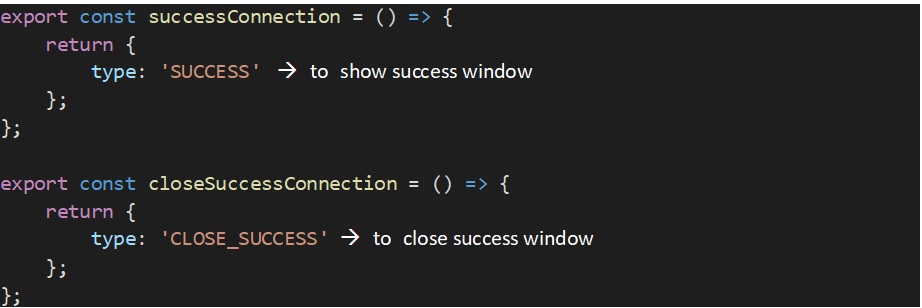 export const successConnection = () => {
    return {
        type: 'SUCCESS' → to show success window
    };
};

export const closeSuccessConnection = () => {
    return {
        type: 'CLOSE_SUCCESS' → to close success window
    };
};